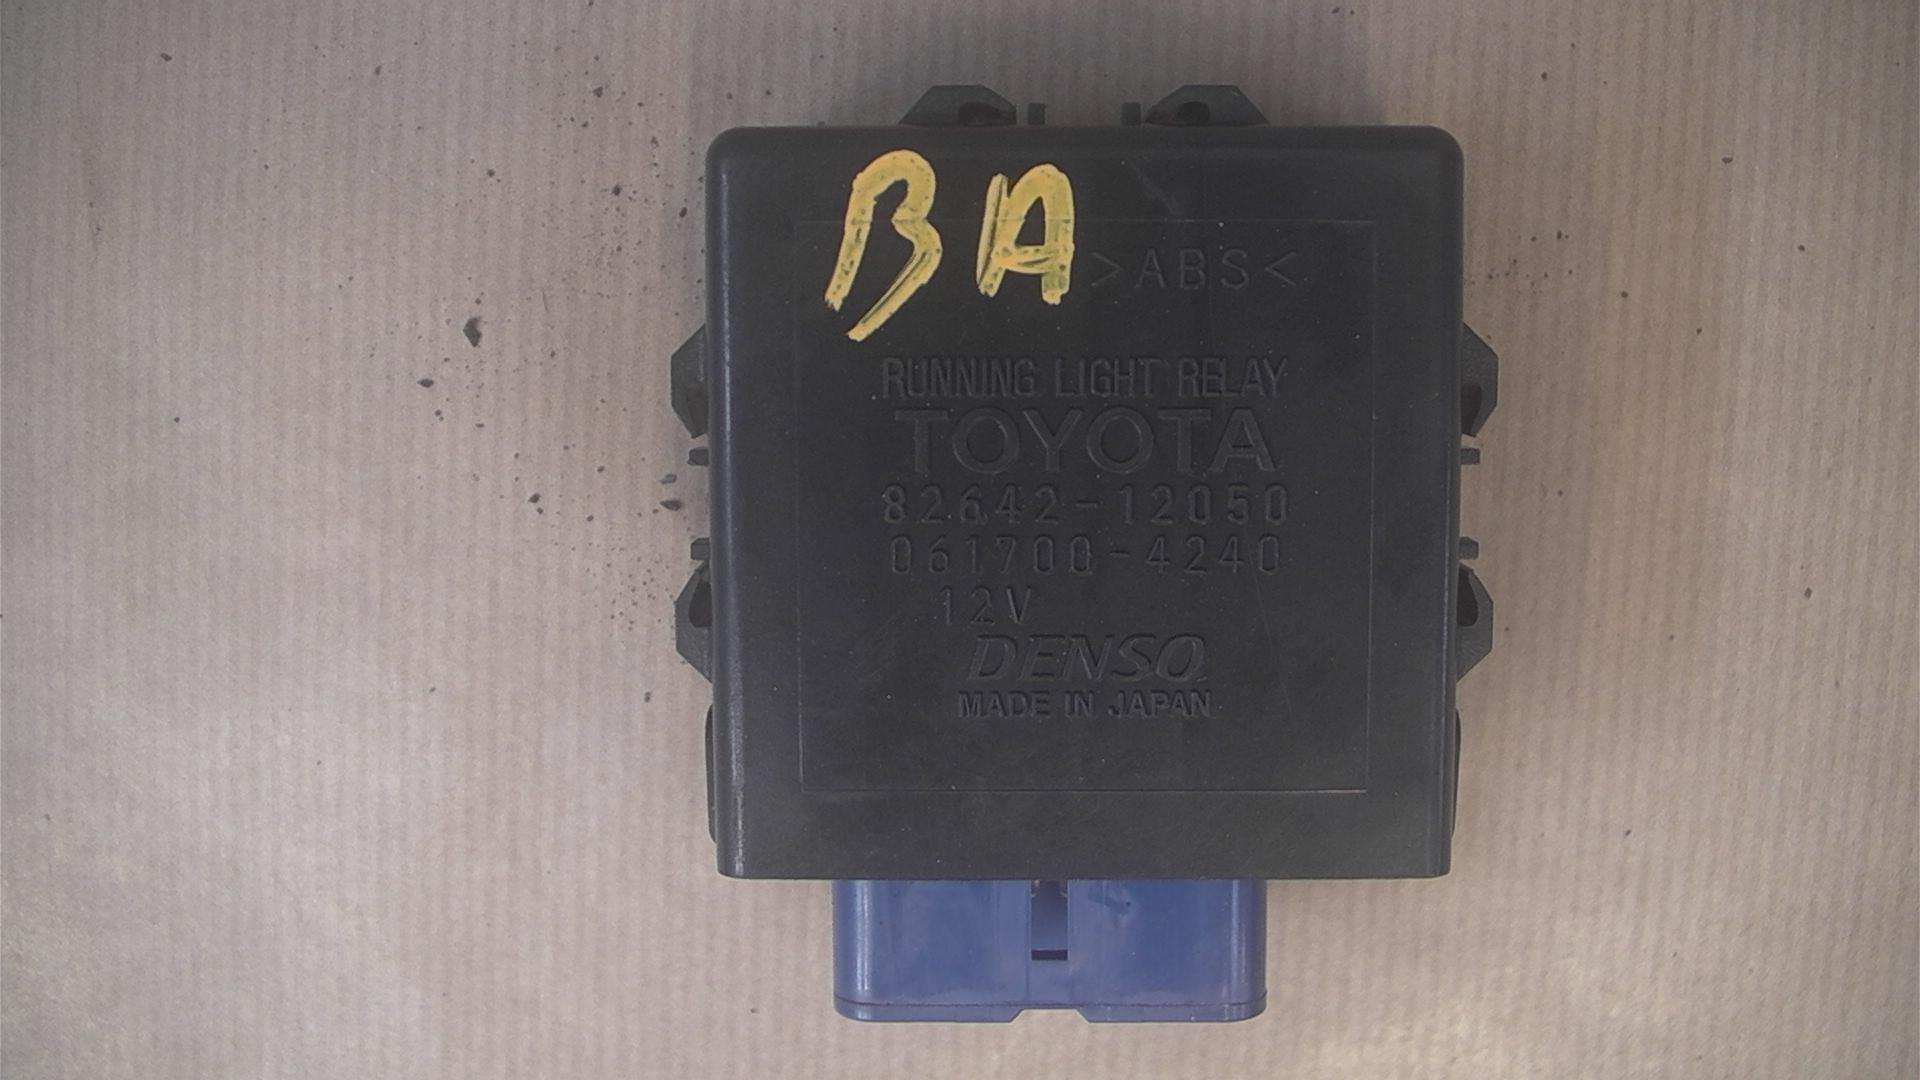 BA
>ABS<
RUNNING LIGHT RELAY
TOYOTA
82642-12050
061700-4240
12V
DENSO
MADE IN JAPAN